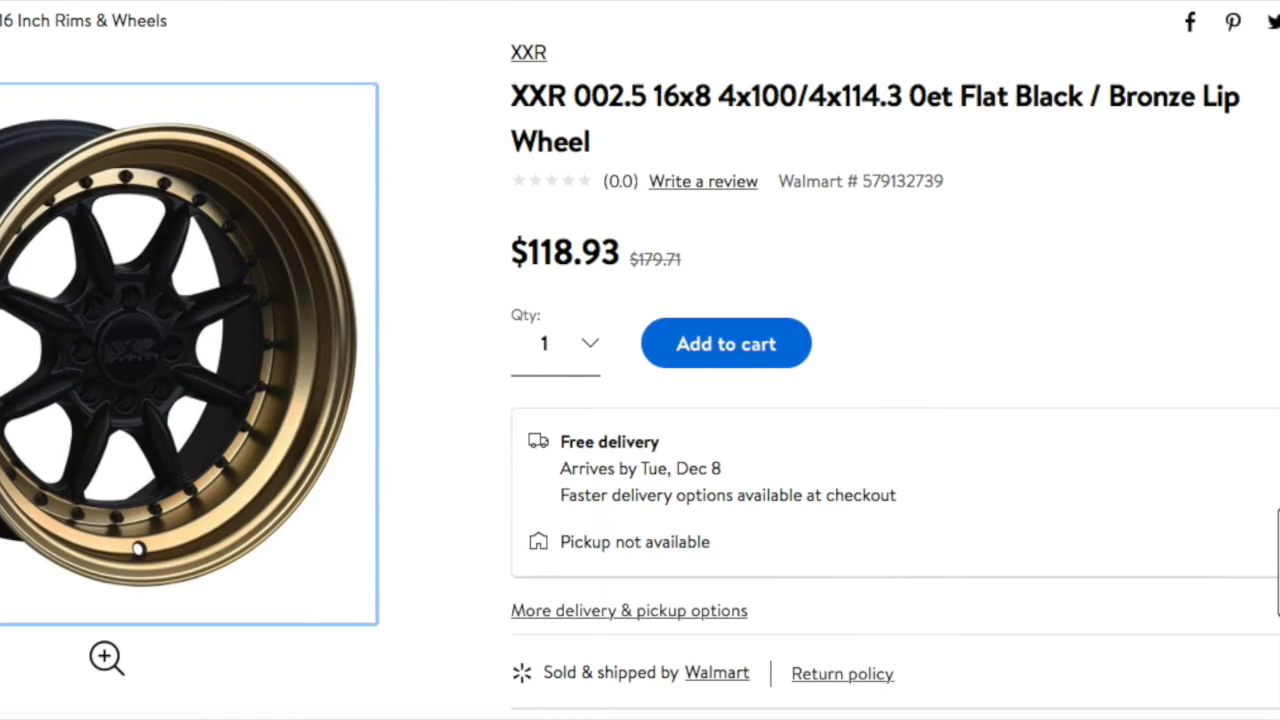 16 Inch Rims & Wheels
XXR
XXR 002.5 16x8 4x100/4x114.3 0et Flat Black / Bronze Lip
Wheel
(0.0) Write a review Walmart # 579132739
$118.93 $179.71
Qty:
1 Add to cart
Free delivery
Arrives by Tue, Dec 8
Faster delivery options available at checkout
Pickup not available
More delivery & pickup options
Sold & shipped by Walmart Return policy
XXR